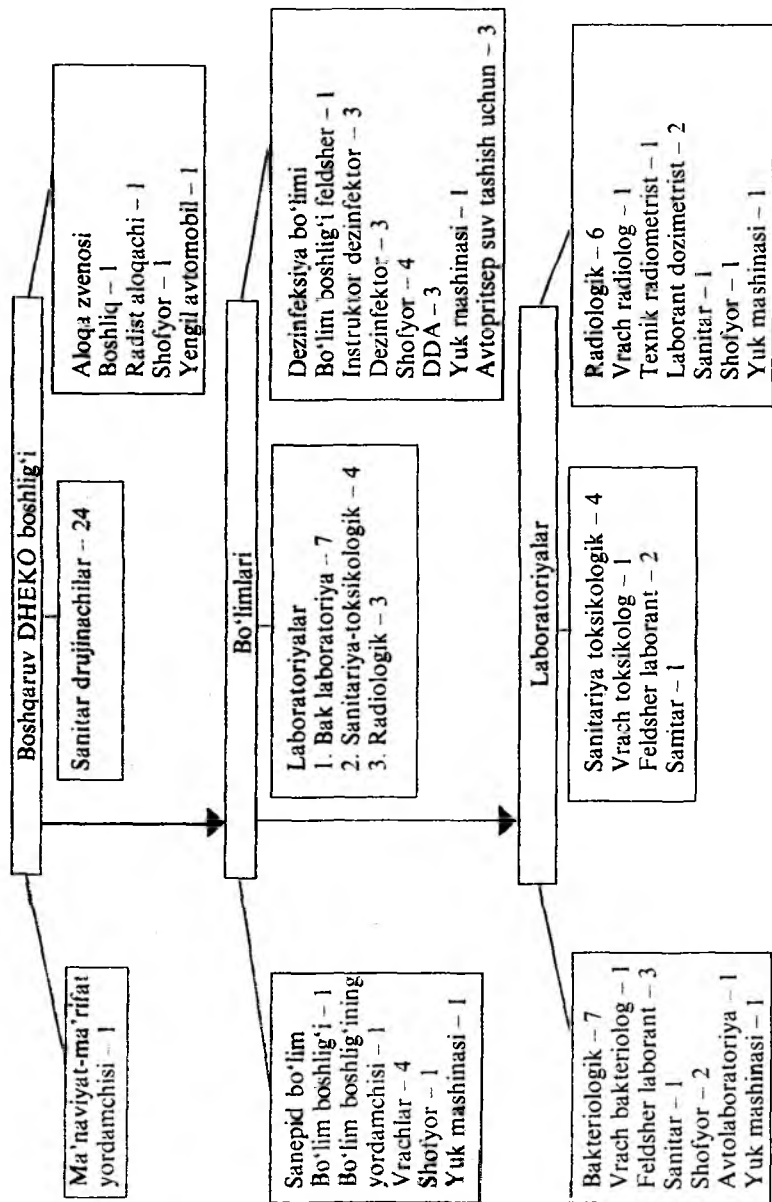 Boshqaruv DHEKO boshlig‘i
Ma’naviyat-ma’rifat
yordamchisi – 1
Sanitar drujinachilar – 24
Aloqa zvenosi
Boshliq – 1
Radist aloqachi – 1
Shofyor – 1
Yengil avtomobil – 1
Bo‘limlari
Sanepid bo‘lim
Bo‘lim boshlig‘i – 1
Bo‘lim boshlig‘ining
yordamchisi – 1
Vrachlar – 4
Shofyor – 1
Yuk mashinasi – 1
Laboratoriyalar
1. Bak laboratoriya – 7
2. Sanitariya-toksikologik – 4
3. Radiologik – 3
Dezinfeksiya bo‘limi
Bo‘lim boshlig‘i feldsher – 1
Instruktor dezinfektor – 3
Dezinfektor – 3
Shofyor – 4
DDA – 3
Yuk mashinasi – 1
Avtopritsep suv tashish uchun – 3
Laboratoriyalar
Bakteriologik – 7
Vrach bakteriolog – 1
Feldsher laborant – 3
Sanitar – 1
Shofyor – 2
Avtolaboratoriya – 1
Yuk mashinasi – 1
Sanitariya toksikologik – 4
Vrach toksikolog – 1
Feldsher laborant – 2
Sanitar – 1
Radiologik – 6
Vrach radiolog – 1
Texnik radiometrist – 1
Laborant dozimetrist – 2
Sanitar – 1
Shofyor – 1
Yuk mashinasi – 1